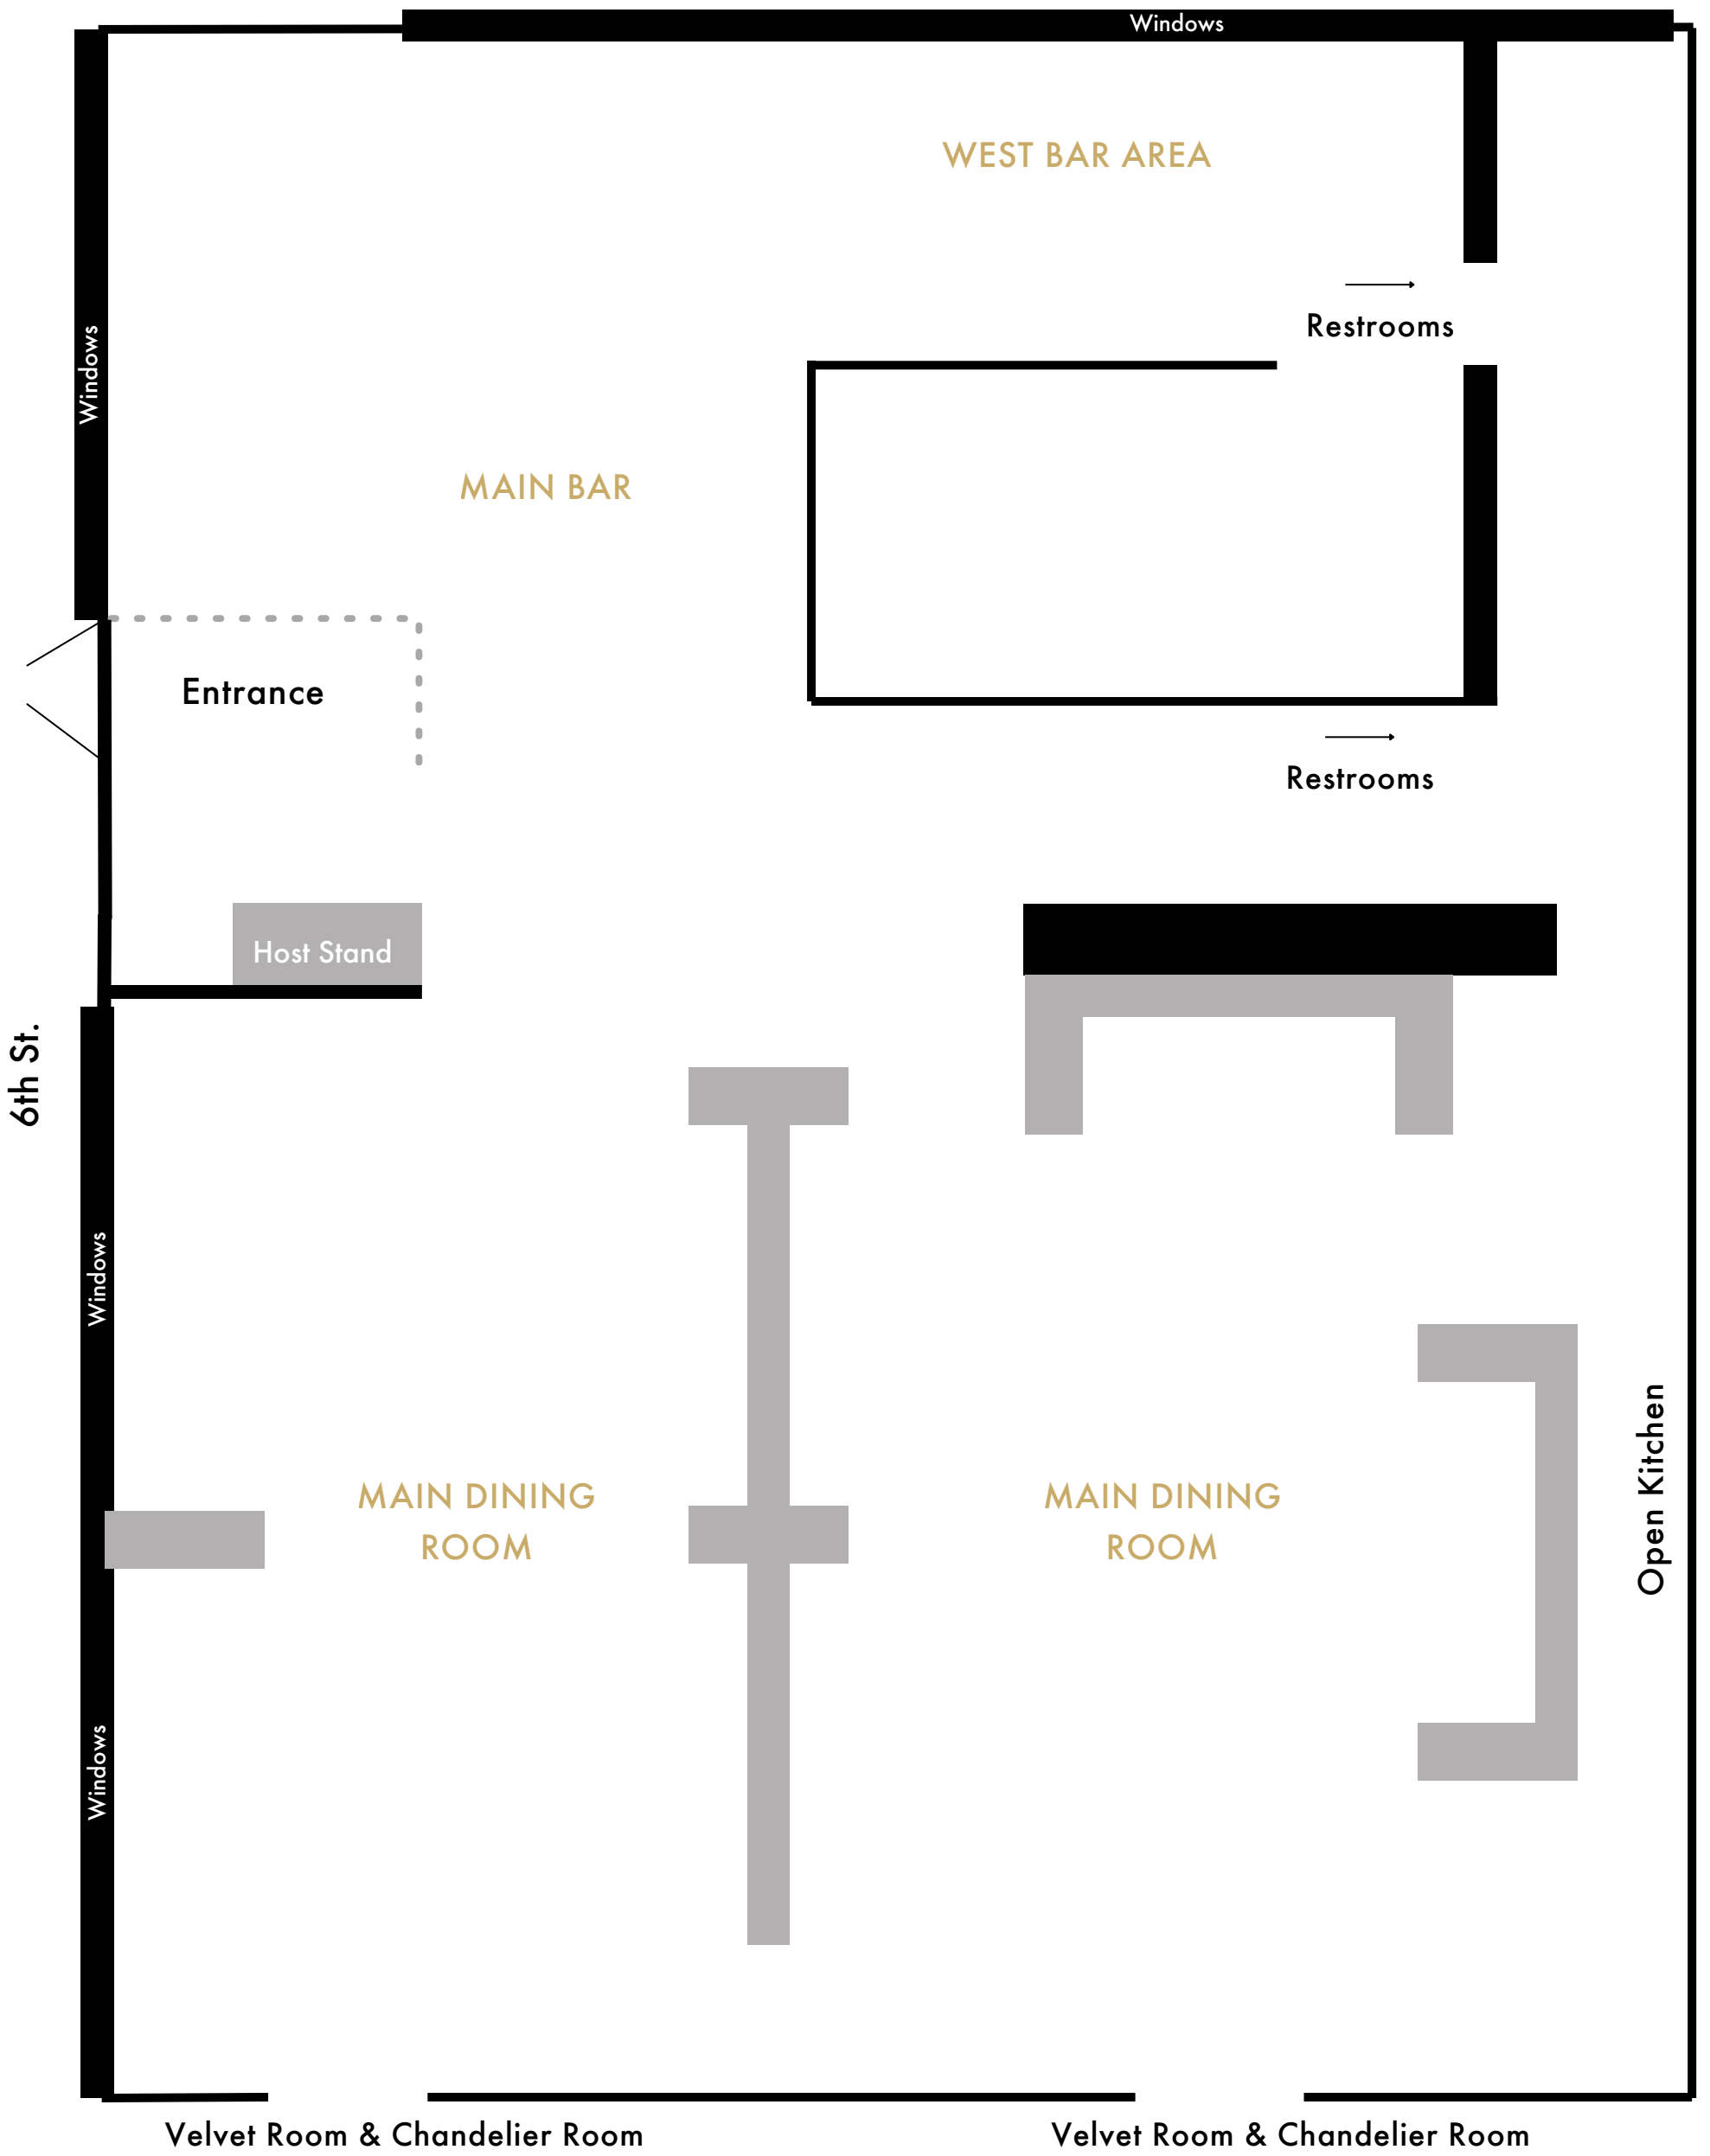 Windows
WEST BAR AREA
Restrooms
Windows
MAIN BAR
Entrance
Restrooms
Host Stand
6th St.
Windows
MAIN DINING
ROOM
MAIN DINING
ROOM
Open Kitchen
Windows
Velvet Room & Chandelier Room
Velvet Room & Chandelier Room